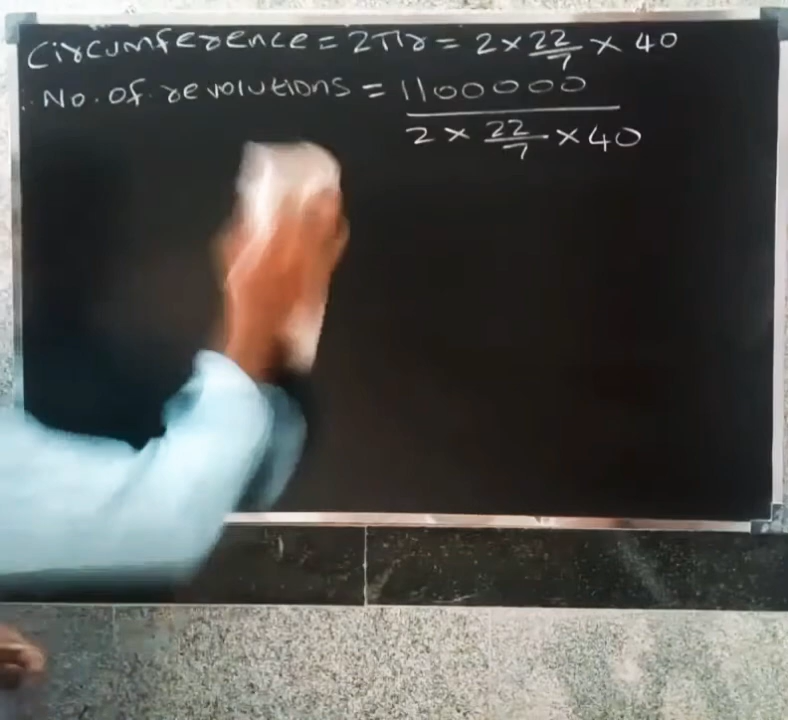 Circumference = 2πr = 2 × 22/7 × 40
∴ No. of revolutions = 1100000
2 × 22/7 × 40